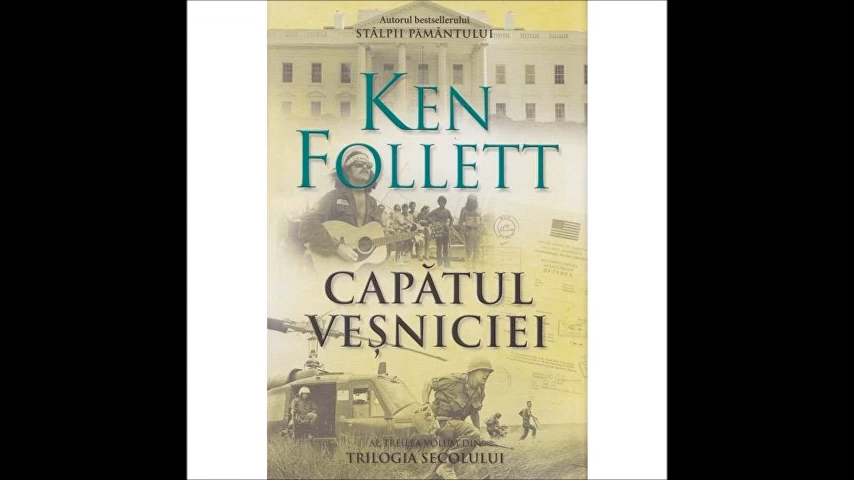 Autorul bestsellerului
STÂLPII PĂMÂNTULUI
KEN
FOLLETT
CAPĂTUL
VEȘNICIEI
AL TREILEA VOLUM DIN
TRILOGIA SECOLULUI